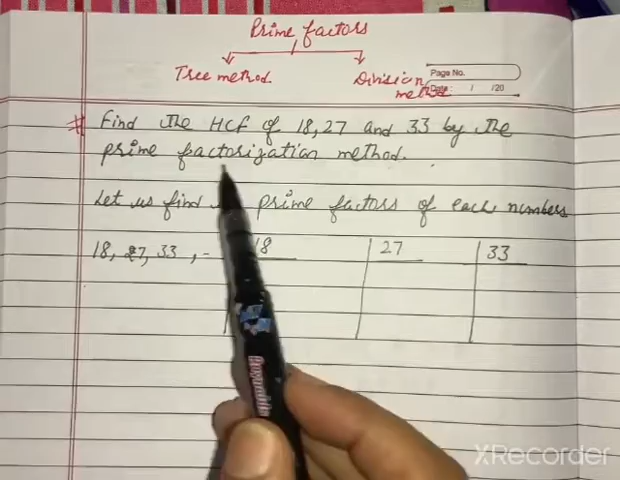 Prime factors
Tree method
Division method
Page No.
Date : / /20
# Find the HCF of 18, 27 and 33 by the
prime factorization method.
Let us find prime factors of each numbers
18, 27, 33, - 18 27 33
XRecorder